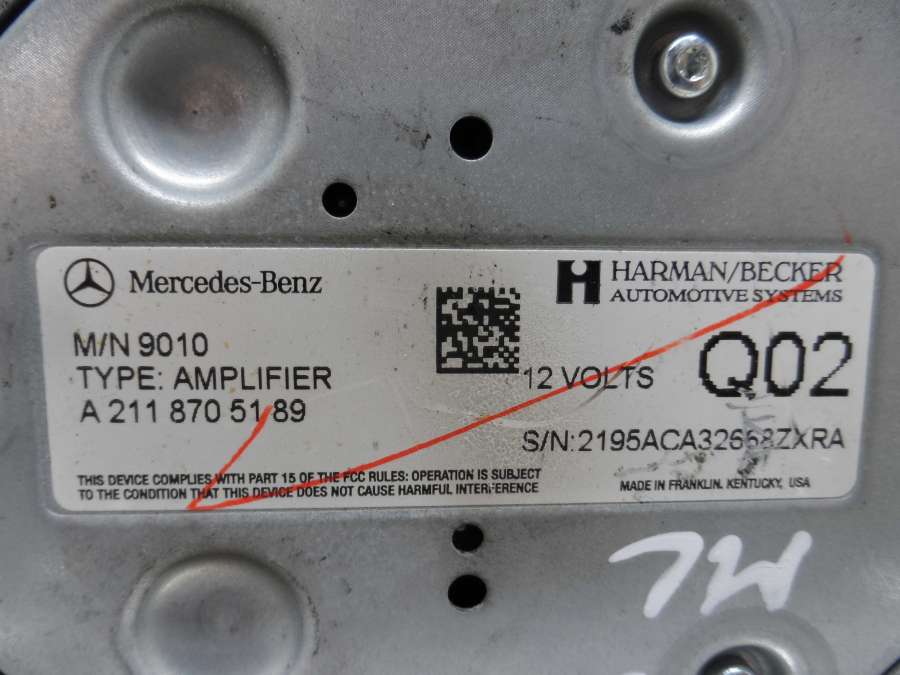 Mercedes-Benz
HARMAN/BECKER
AUTOMOTIVE SYSTEMS
M/N 9010
TYPE: AMPLIFIER
A 211 870 51 89
12 VOLTS
Q02
S/N:2195ACA32668ZXRA
THIS DEVICE COMPLIES WITH PART 15 OF THE FCC RULES: OPERATION IS SUBJECT
TO THE CONDITION THAT THIS DEVICE DOES NOT CAUSE HARMFUL INTERFERENCE
MADE IN FRANKLIN, KENTUCKY, USA